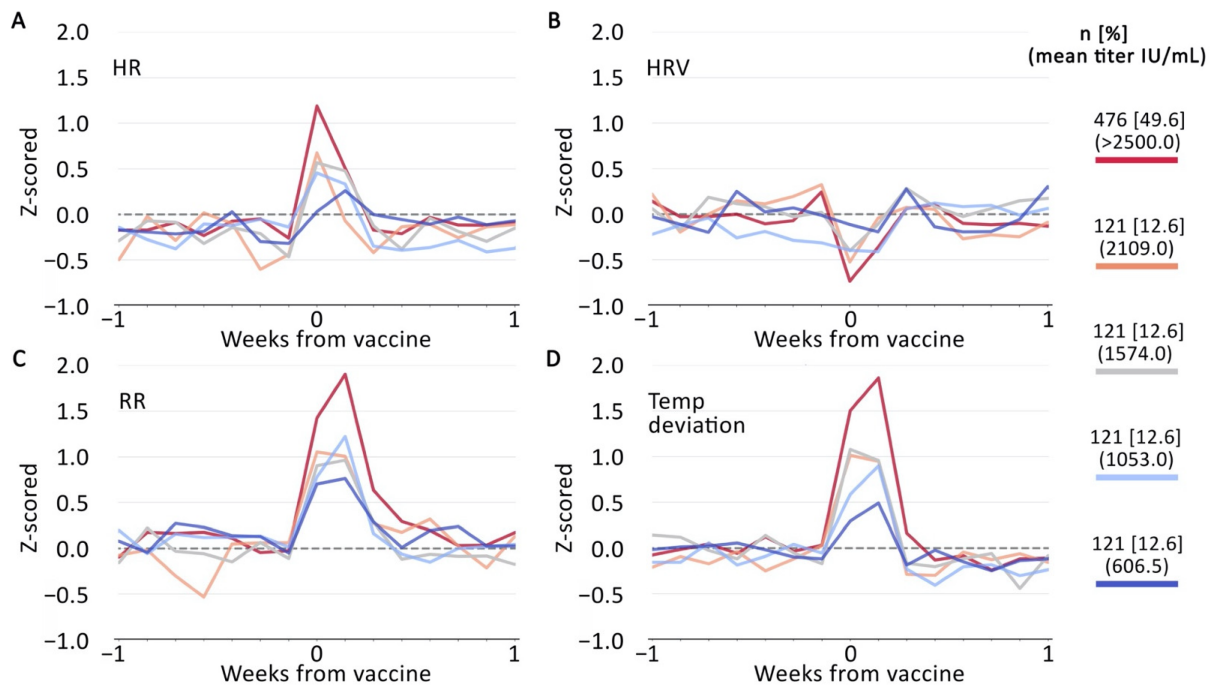 A
HR
Z-scored
2.0
1.5
1.0
0.5
0.0
−0.5
−1.0
−1
0
1
Weeks from vaccine
B
HRV
Z-scored
2.0
1.5
1.0
0.5
0.0
−0.5
−1.0
−1
0
1
Weeks from vaccine
n [%]
(mean titer IU/mL)
476 [49.6]
(>2500.0)
121 [12.6]
(2109.0)
121 [12.6]
(1574.0)
121 [12.6]
(1053.0)
121 [12.6]
(606.5)
C
RR
Z-scored
2.0
1.5
1.0
0.5
0.0
−0.5
−1.0
−1
0
1
Weeks from vaccine
D
Temp
deviation
Z-scored
2.0
1.5
1.0
0.5
0.0
−0.5
−1.0
−1
0
1
Weeks from vaccine